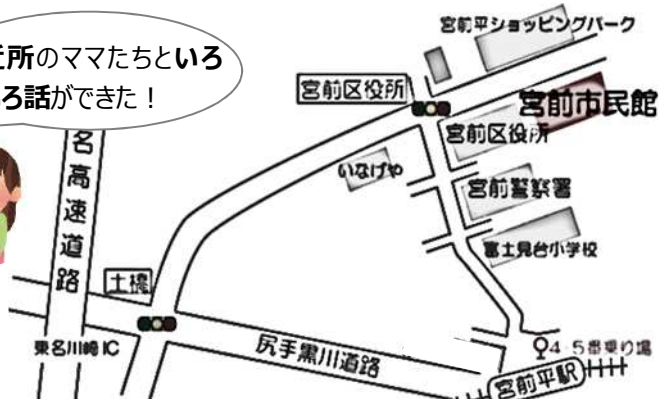 近所のママたちといろ
ろ話ができた！
宮前平ショッピングパーク
宮前区役所
宮前市民館
宮前区役所
いなげや
宮前警察署
富士見台小学校
名高速道路
土橋
東名川崎IC
尻手黒川道路
4・5番乗り場
宮前平駅